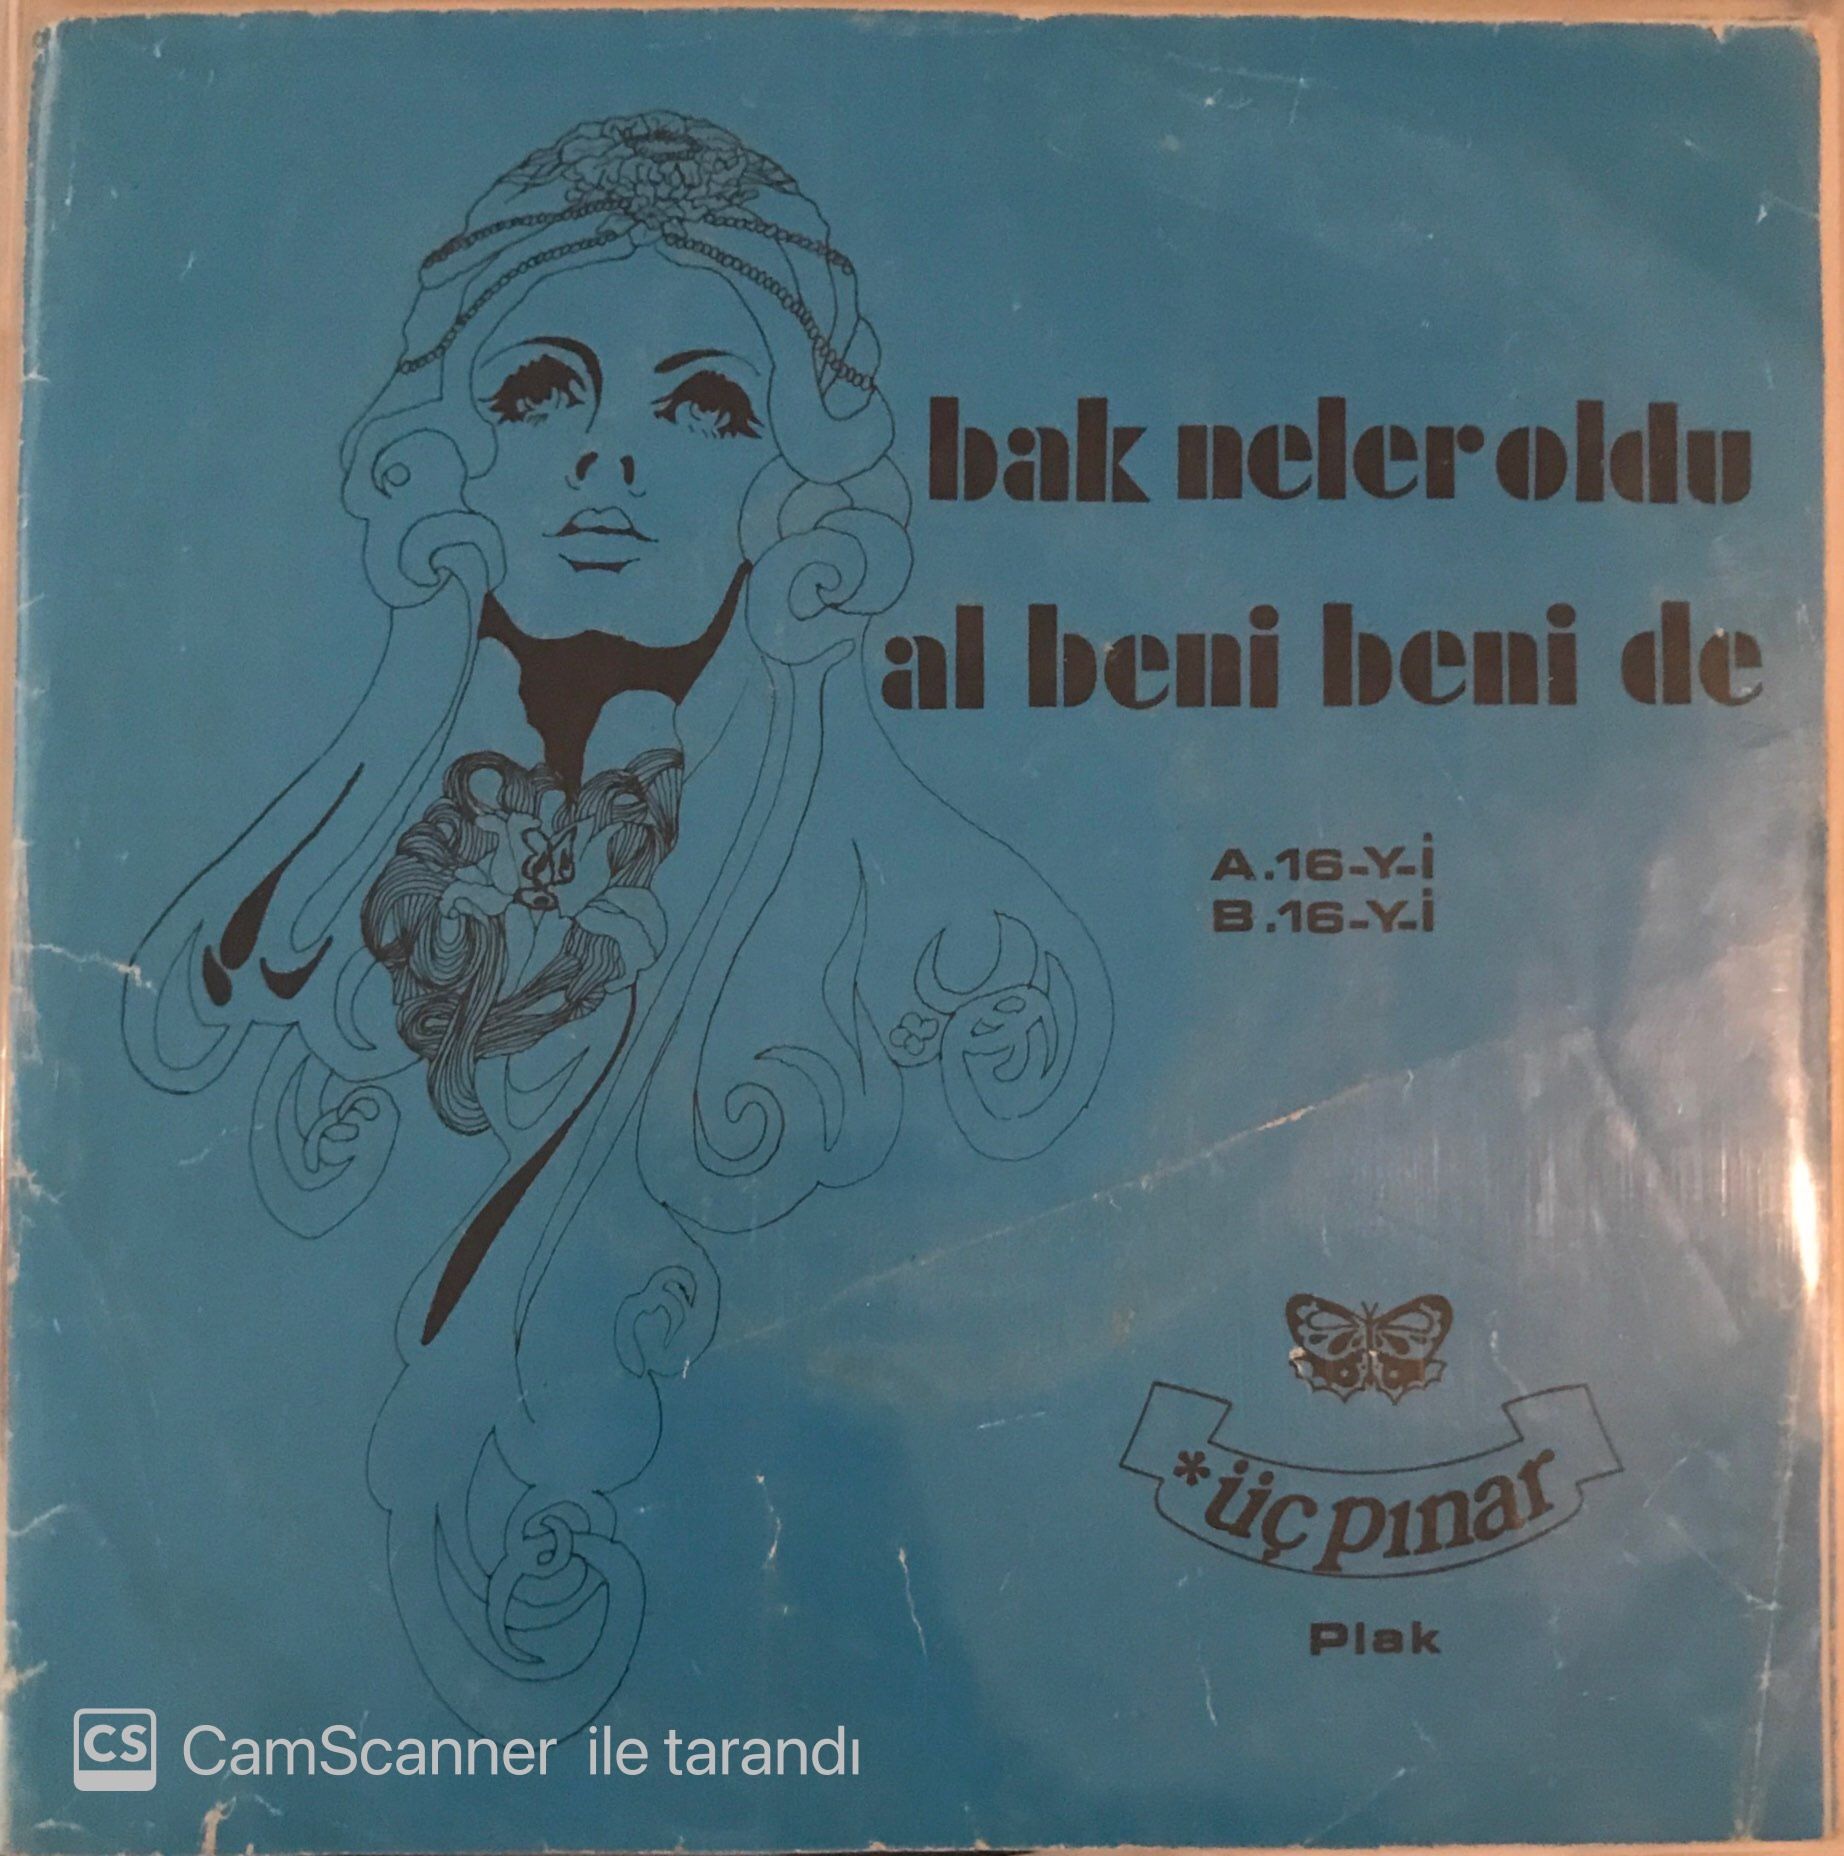 bak neler oldu
al beni beni de
A.16-Y-İ
B.16-Y-İ
*üç pınar
Plak
CS CamScanner ile tarandı